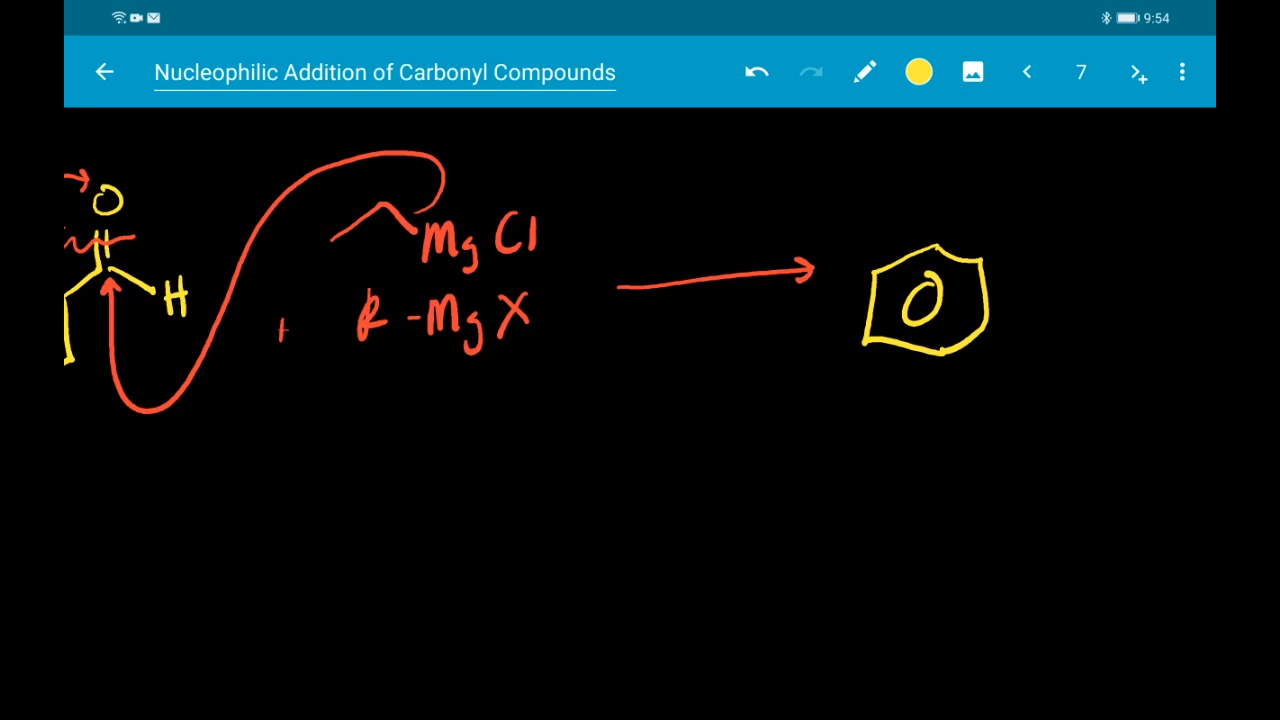 9:54
Nucleophilic Addition of Carbonyl Compounds 7
O
MgCl
H
+ R-MgX